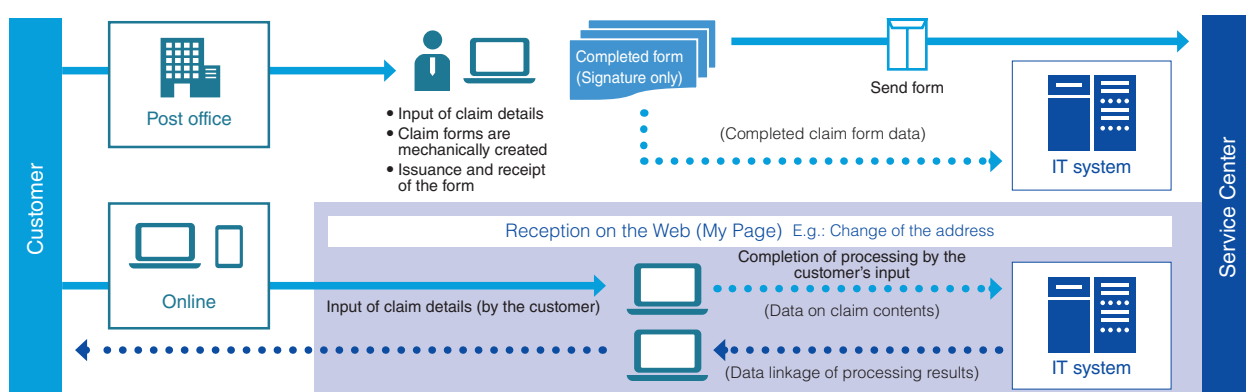 Customer
Post office
• Input of claim details
• Claim forms are
mechanically created
• Issuance and receipt
of the form
Completed form
(Signature only)
Send form
(Completed claim form data)
IT system
Service Center
Online
Reception on the Web (My Page) E.g.: Change of the address
Input of claim details (by the customer)
Completion of processing by the
customer's input
(Data on claim contents)
(Data linkage of processing results)
IT system